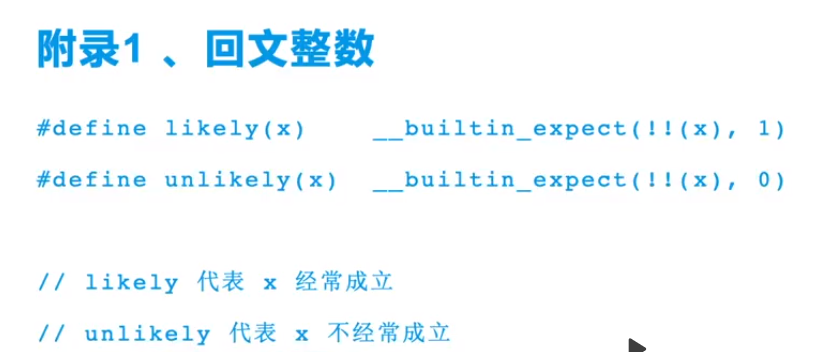 附录1 、回文整数
#define likely(x)    __builtin_expect(!!(x), 1)
#define unlikely(x)  __builtin_expect(!!(x), 0)
// likely 代表 x 经常成立
// unlikely 代表 x 不经常成立